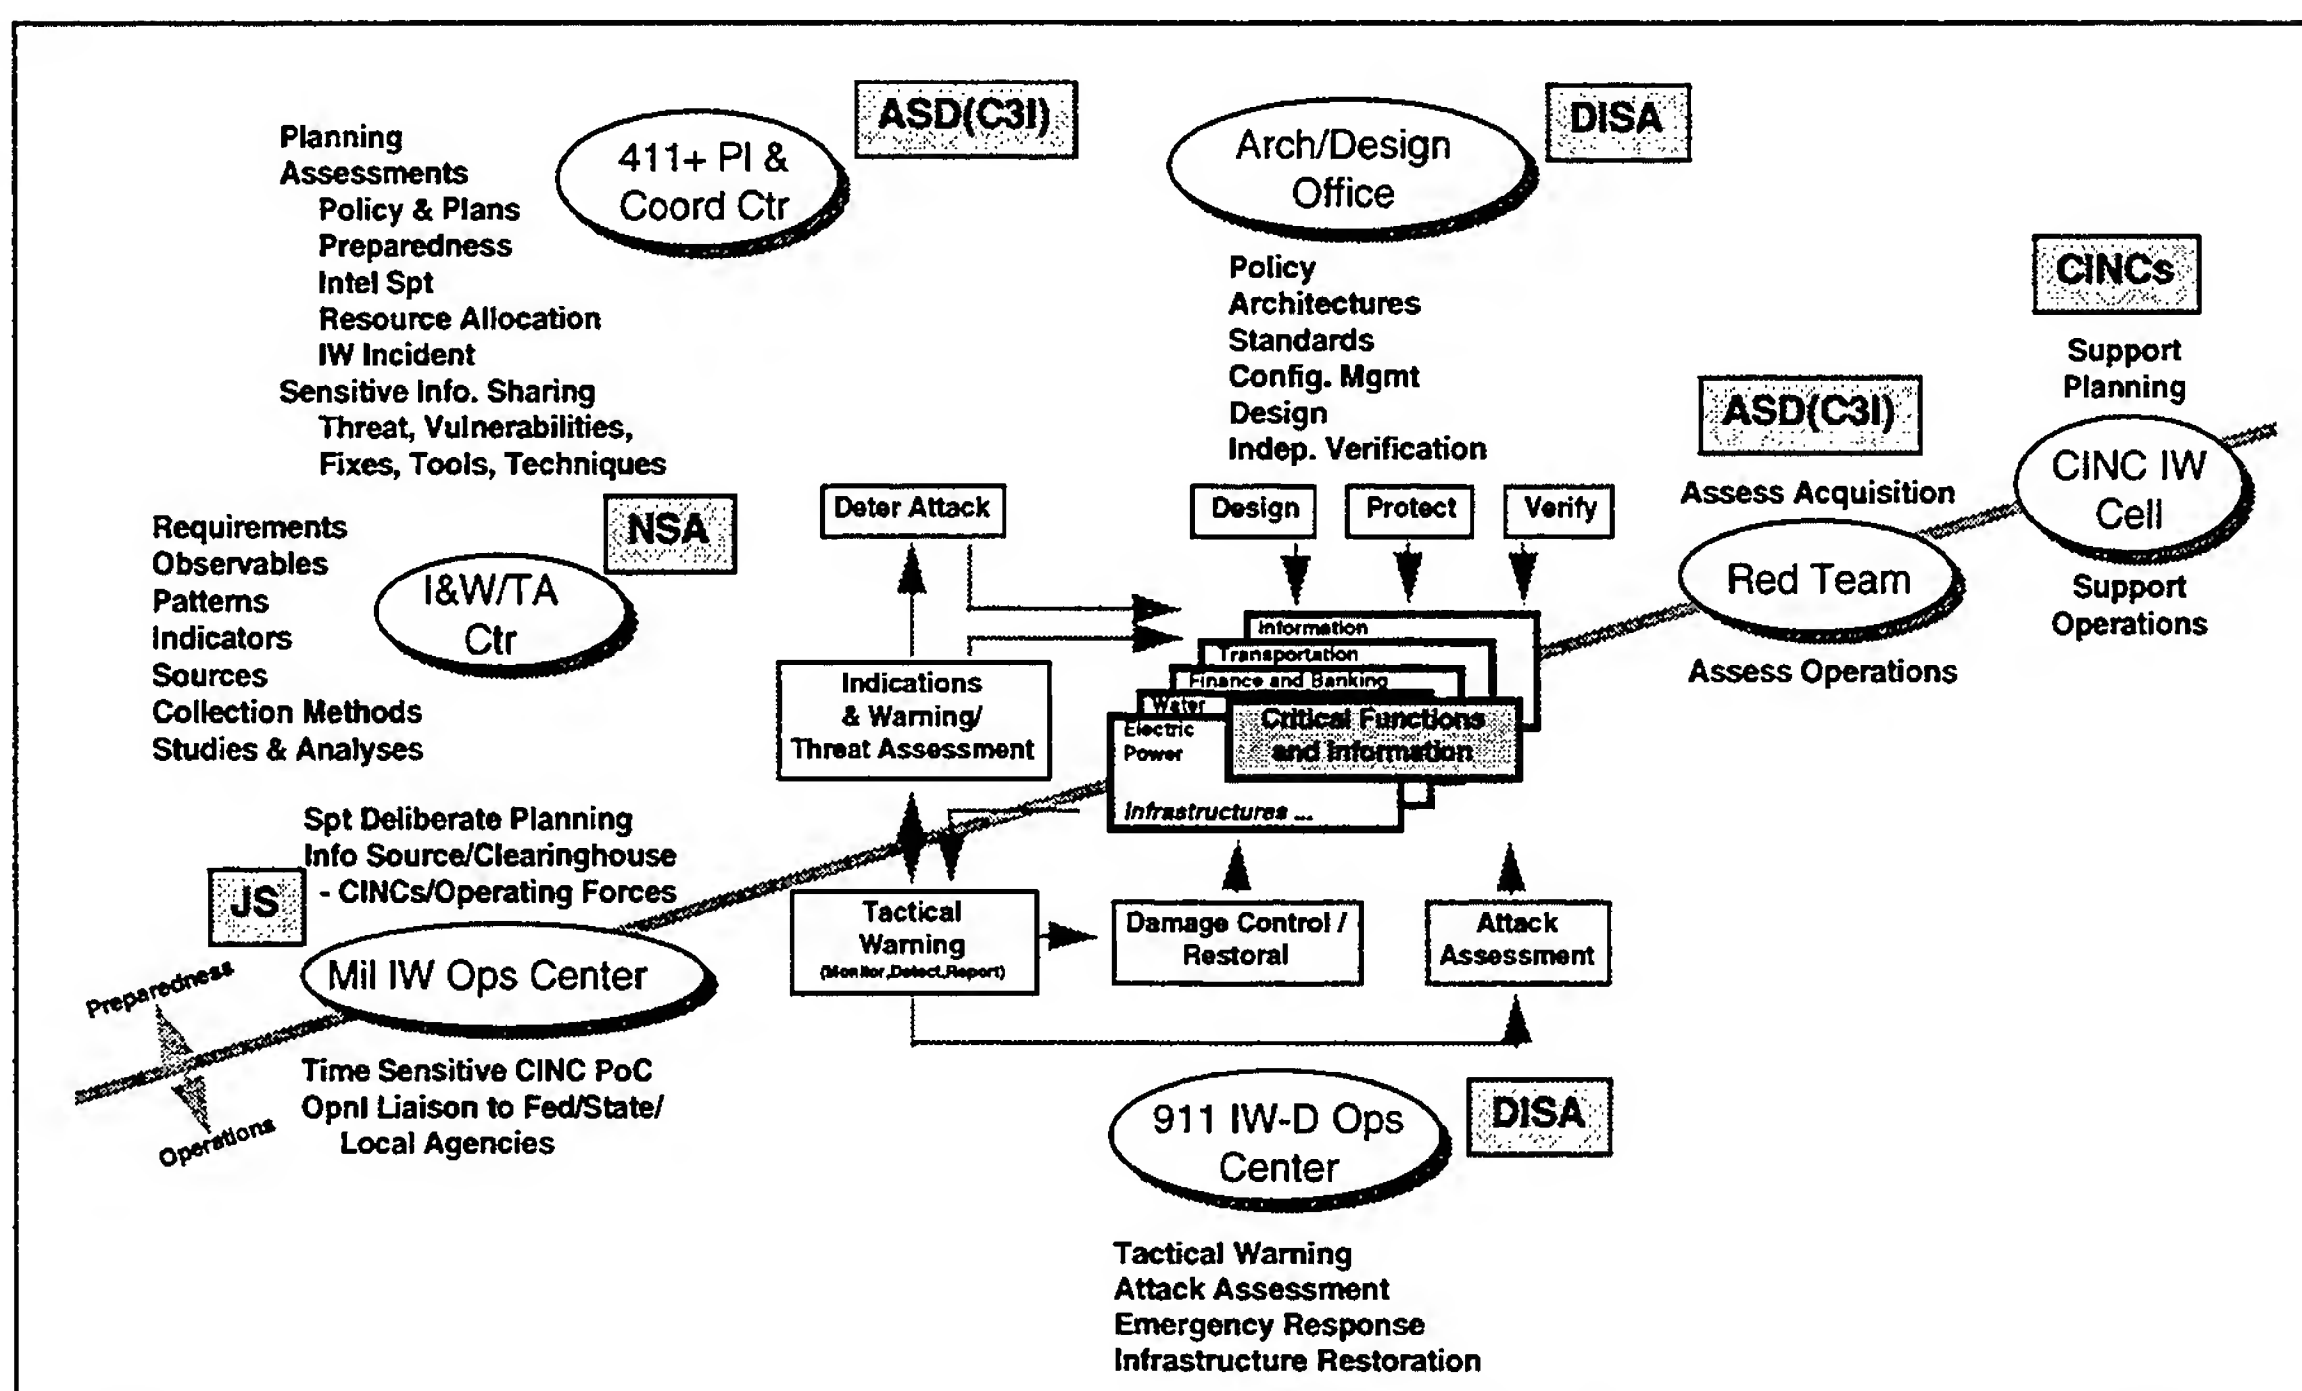 ASD(C3I)
411+ PI &
Coord Ctr
Planning
Assessments
Policy & Plans
Preparedness
Intel Spt
Resource Allocation
IW Incident
Sensitive Info. Sharing
Threat, Vulnerabilities,
Fixes, Tools, Techniques
DISA
Arch/Design
Office
Policy
Architectures
Standards
Config. Mgmt
Design
Indep. Verification
CINCs
Support
Planning
CINC IW
Cell
Support
Operations
ASD(C3I)
Assess Acquisition
Red Team
Assess Operations
NSA
I&W/TA
Ctr
Requirements
Observables
Patterns
Indicators
Sources
Collection Methods
Studies & Analyses
Deter Attack
Design
Protect
Verify
Indications
& Warning/
Threat Assessment
Information
Transportation
Finance and Banking
Water
Electric
Power
Critical Functions
and Information
Infrastructures ...
Spt Deliberate Planning
Info Source/Clearinghouse
- CINCs/Operating Forces
JS
Mil IW Ops Center
Preparedness
Operations
Time Sensitive CINC PoC
Opnl Liaison to Fed/State/
Local Agencies
Tactical
Warning
(Monitor,Detect,Report)
Damage Control /
Restoral
Attack
Assessment
911 IW-D Ops
Center
DISA
Tactical Warning
Attack Assessment
Emergency Response
Infrastructure Restoration